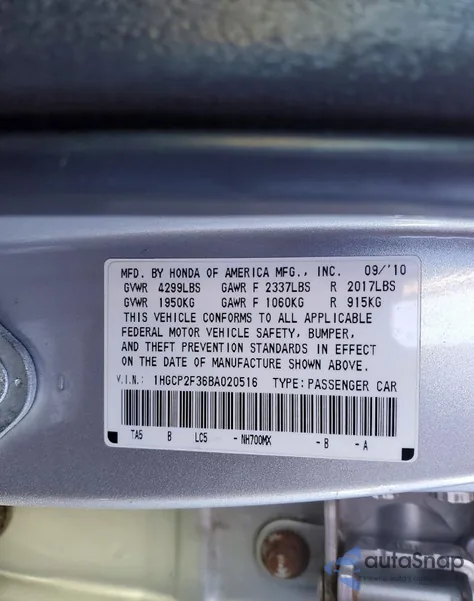 MFD. BY HONDA OF AMERICA MFG., INC. 09/'10
GVWR 4299LBS GAWR F 2337LBS R 2017LBS
GVWR 1950KG GAWR F 1060KG R 915KG
THIS VEHICLE CONFORMS TO ALL APPLICABLE
FEDERAL MOTOR VEHICLE SAFETY, BUMPER,
AND THEFT PREVENTION STANDARDS IN EFFECT
ON THE DATE OF MANUFACTURE SHOWN ABOVE.
V.I.N.: 1HGCP2F36BA020516 TYPE: PASSENGER CAR
TA5 B LC5 - NH700MX - B - A
autoSnap